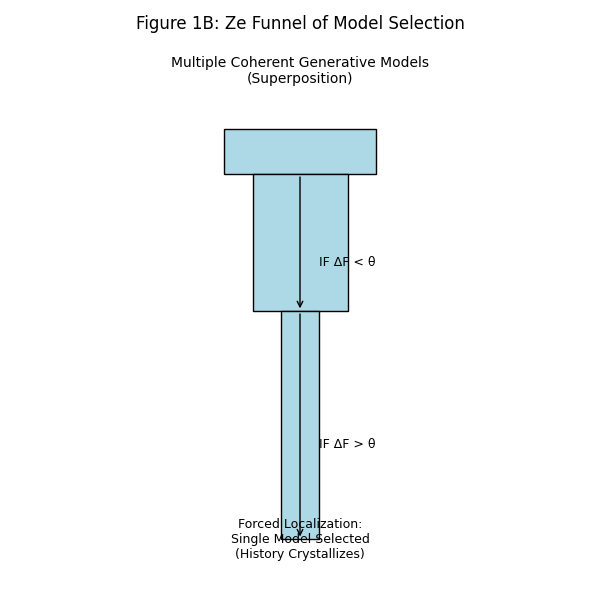 Figure 1B: Ze Funnel of Model Selection
Multiple Coherent Generative Models
(Superposition)
IF ΔF < θ
IF ΔF > θ
Forced Localization:
Single Model Selected
(History Crystallizes)